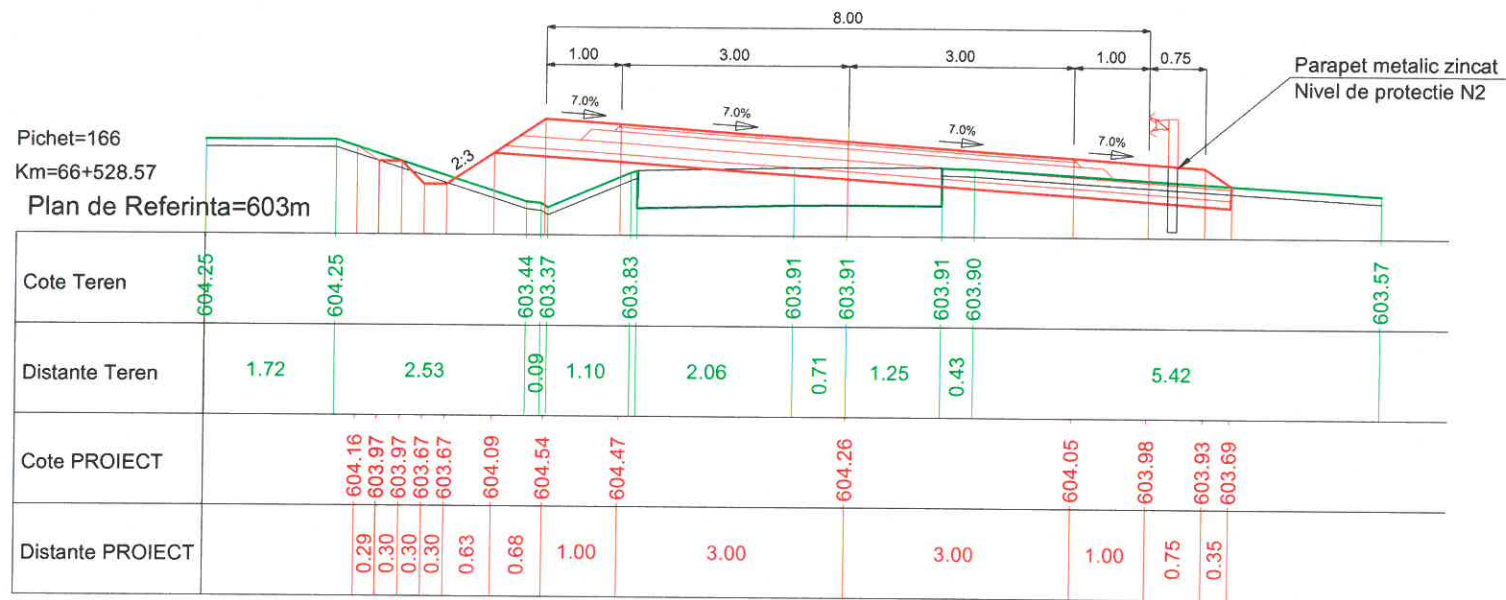 8.00
1.00 3.00 3.00 1.00 0.75
Parapet metalic zincat
Nivel de protectie N2
7.0% 7.0% 7.0% 7.0%
Pichet=166
Km=66+528.57
2:3
Plan de Referinta=603m
Cote Teren 604.25 604.25 603.44 603.37 603.83 603.91 603.91 603.91 603.90 603.57
Distante Teren 1.72 2.53 0.09 1.10 2.06 0.71 1.25 0.43 5.42
Cote PROIECT 604.16 603.97 603.97 603.67 603.67 604.09 604.54 604.47 604.26 604.05 603.98 603.93 603.69
Distante PROIECT 0.29 0.30 0.30 0.30 0.63 0.68 1.00 3.00 3.00 1.00 0.75 0.35